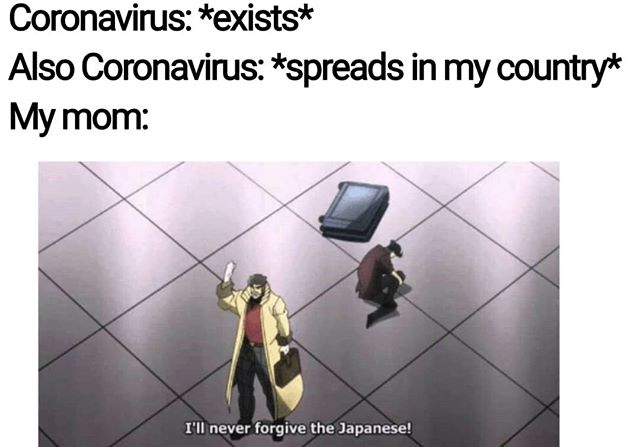 Coronavirus: *exists*
Also Coronavirus: *spreads in my country*
My mom:
I'll never forgive the Japanese!